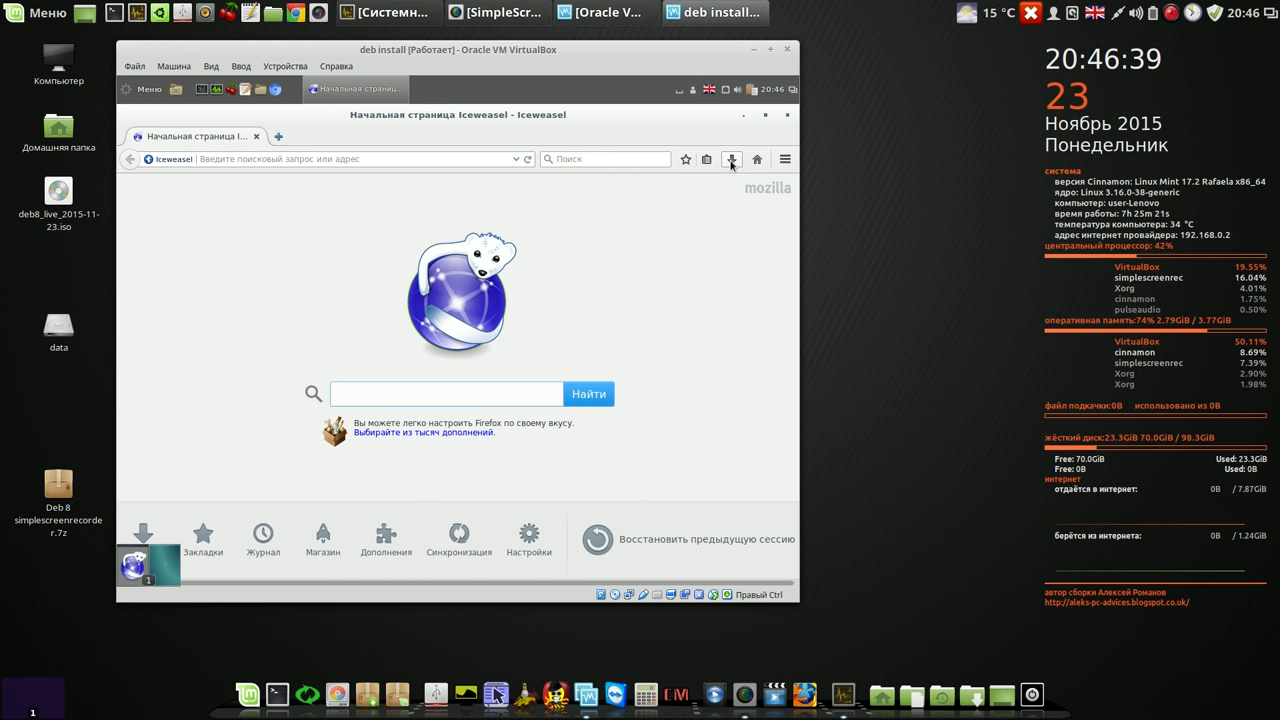 Меню
[Системн...
[SimpleScr...
[Oracle V...
deb install...
15 °C
20:46
Компьютер
Домашняя папка
deb8_live_2015-11-
23.iso
data
Deb 8
simplescreenrecorde
r.7z
deb install [Работает] - Oracle VM VirtualBox
Файл Машина Вид Ввод Устройства Справка
Меню
Начальная страниц...
20:46
Начальная страница Iceweasel - Iceweasel
Начальная страница I...
Iceweasel Введите поисковый запрос или адрес
Поиск
mozilla
Найти
Вы можете легко настроить Firefox по своему вкусу.
Выбирайте из тысяч дополнений.
Закладки Журнал Магазин Дополнения Синхронизация Настройки
Восстановить предыдущую сессию
1
Правый Ctrl
20:46:39
23
Ноябрь 2015
Понедельник
система
версия Cinnamon: Linux Mint 17.2 Rafaela x86_64
ядро: Linux 3.16.0-38-generic
компьютер: user-Lenovo
время работы: 7h 25m 21s
температура компьютера: 34 °C
адрес интернет провайдера: 192.168.0.2
центральный процессор: 42%
VirtualBox 19.55%
simplescreenrec 16.04%
Xorg 4.01%
cinnamon 1.75%
pulseaudio 0.50%
оперативная память:74% 2.79GiB / 3.77GiB
VirtualBox 50.11%
cinnamon 8.69%
simplescreenrec 7.39%
Xorg 2.90%
Xorg 1.98%
файл подкачки:0B использовано из 0B
жёсткий диск:23.3GiB 70.0GiB / 98.3GiB
Free: 70.0GiB Used: 23.3GiB
Free: 0B Used: 0B
интернет
отдаётся в интернет: 0B / 7.87GiB
берётся из интернета: 0B / 1.24GiB
автор сборки Алексей Романов
http://aleks-pc-advices.blogspot.co.uk/
1